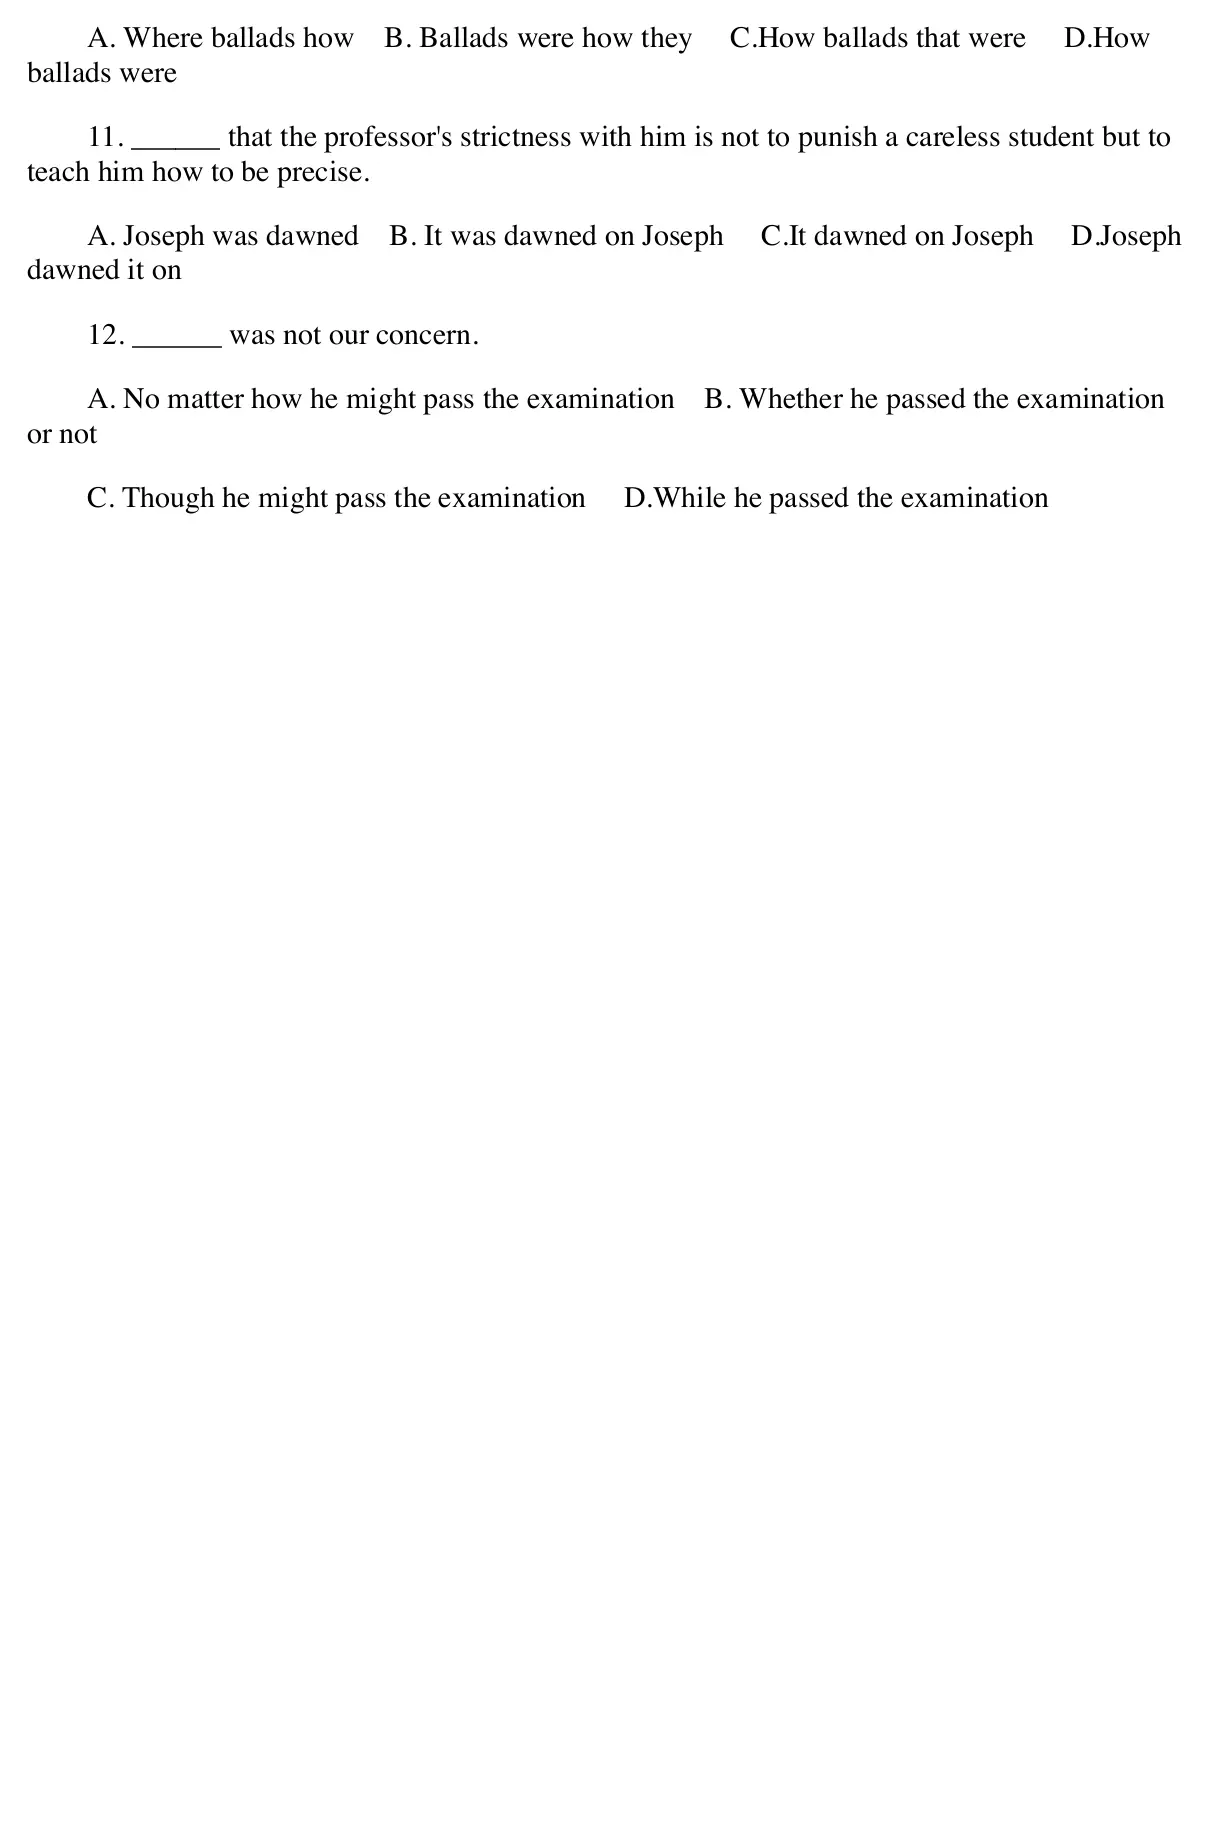 A. Where ballads how    B. Ballads were how they    C.How ballads that were    D.How
ballads were
11. ______ that the professor's strictness with him is not to punish a careless student but to
teach him how to be precise.
A. Joseph was dawned    B. It was dawned on Joseph    C.It dawned on Joseph    D.Joseph
dawned it on
12. ______ was not our concern.
A. No matter how he might pass the examination    B. Whether he passed the examination
or not
C. Though he might pass the examination    D.While he passed the examination